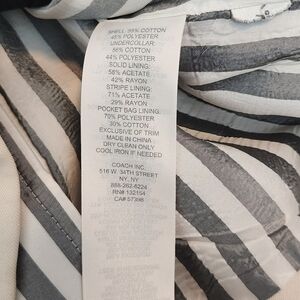 SHELL: 55% COTTON
45% POLYESTER
UNDERCOLLAR:
56% COTTON
44% POLYESTER
SOLID LINING:
58% ACETATE
42% RAYON
STRIPE LINING:
71% ACETATE
29% RAYON
POCKET BAG LINING:
70% POLYESTER
30% COTTON
EXCLUSIVE OF TRIM
MADE IN CHINA
DRY CLEAN ONLY
COOL IRON IF NEEDED
COACH INC.
516 W. 34TH STREET
NY, NY
888-262-6224
RN# 132154
CA# 57398